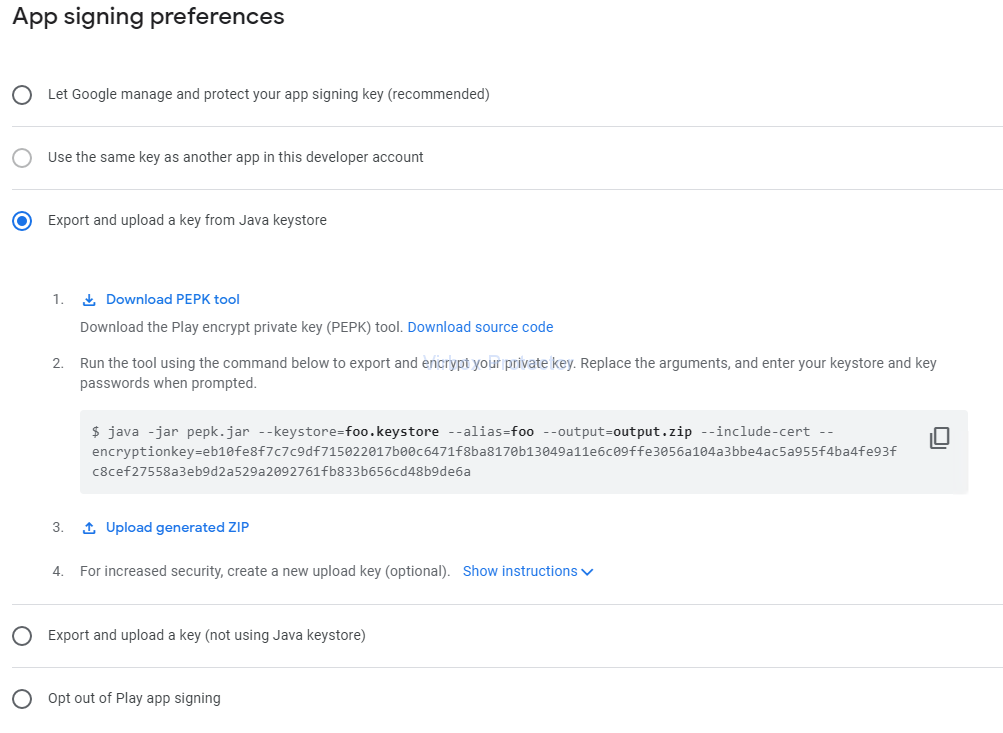 App signing preferences
Let Google manage and protect your app signing key (recommended)
Use the same key as another app in this developer account
Export and upload a key from Java keystore
1. Download PEPK tool
Download the Play encrypt private key (PEPK) tool. Download source code
2. Run the tool using the command below to export and encrypt your private key. Replace the arguments, and enter your keystore and key
passwords when prompted.
Virbox Protector
$ java -jar pepk.jar --keystore=foo.keystore --alias=foo --output=output.zip --include-cert --
encryptionkey=eb10fe8f7c7c9df715022017b00c6471f8ba8170b13049a11e6c09ffe3056a104a3bbe4ac5a955f4ba4fe93f
c8cef27558a3eb9d2a529a2092761fb833b656cd48b9de6a
3. Upload generated ZIP
4. For increased security, create a new upload key (optional). Show instructions
Export and upload a key (not using Java keystore)
Opt out of Play app signing